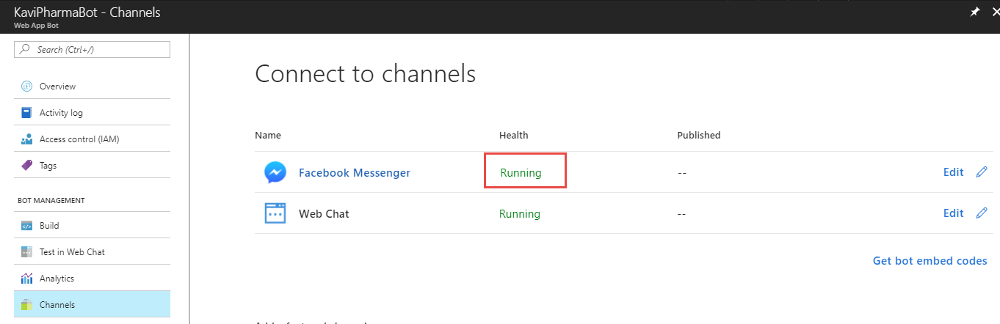 KaviPharmaBot - Channels
Web App Bot
Search (Ctrl+/)
Overview
Activity log
Access control (IAM)
Tags
BOT MANAGEMENT
Build
Test in Web Chat
Analytics
Channels
Connect to channels
Name Health Published
Facebook Messenger Running -- Edit
Web Chat Running -- Edit
Get bot embed codes